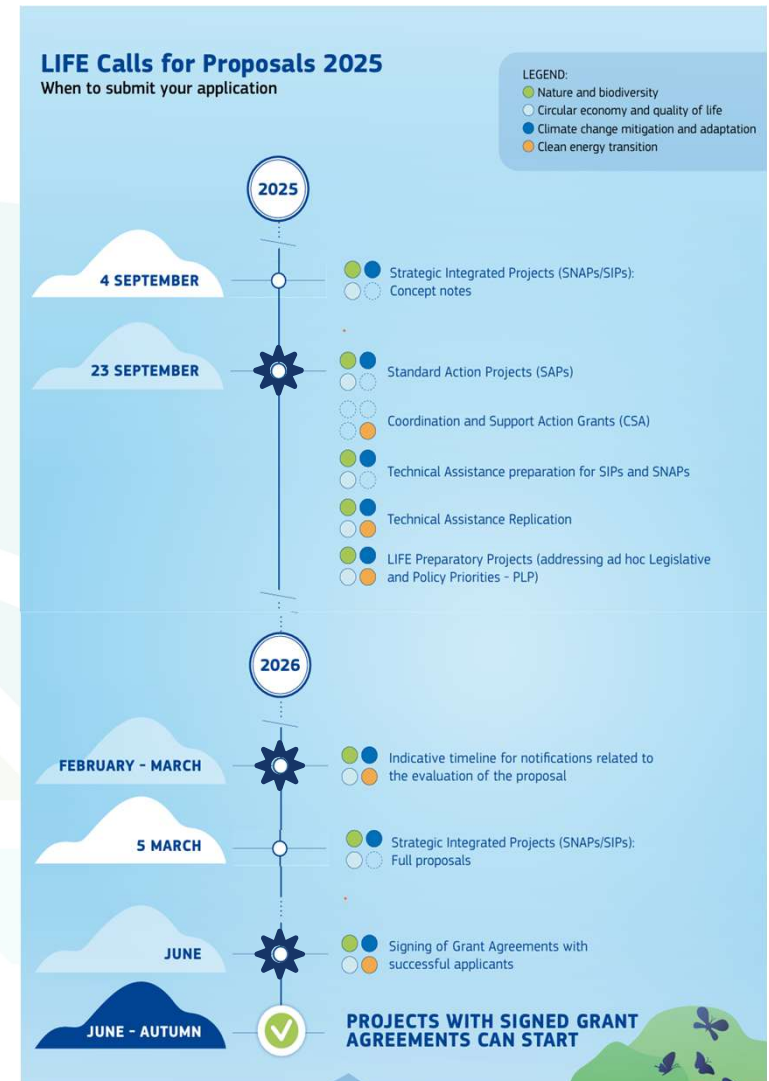 LIFE Calls for Proposals 2025
When to submit your application
LEGEND:
Nature and biodiversity
Circular economy and quality of life
Climate change mitigation and adaptation
Clean energy transition
2025
4 SEPTEMBER
Strategic Integrated Projects (SNAPs/SIPs):
Concept notes
23 SEPTEMBER
Standard Action Projects (SAPs)
Coordination and Support Action Grants (CSA)
Technical Assistance preparation for SIPs and SNAPs
Technical Assistance Replication
LIFE Preparatory Projects (addressing ad hoc Legislative
and Policy Priorities - PLP)
2026
FEBRUARY - MARCH
Indicative timeline for notifications related to
the evaluation of the proposal
5 MARCH
Strategic Integrated Projects (SNAPs/SIPs):
Full proposals
JUNE
Signing of Grant Agreements with
successful applicants
JUNE - AUTUMN
PROJECTS WITH SIGNED GRANT
AGREEMENTS CAN START